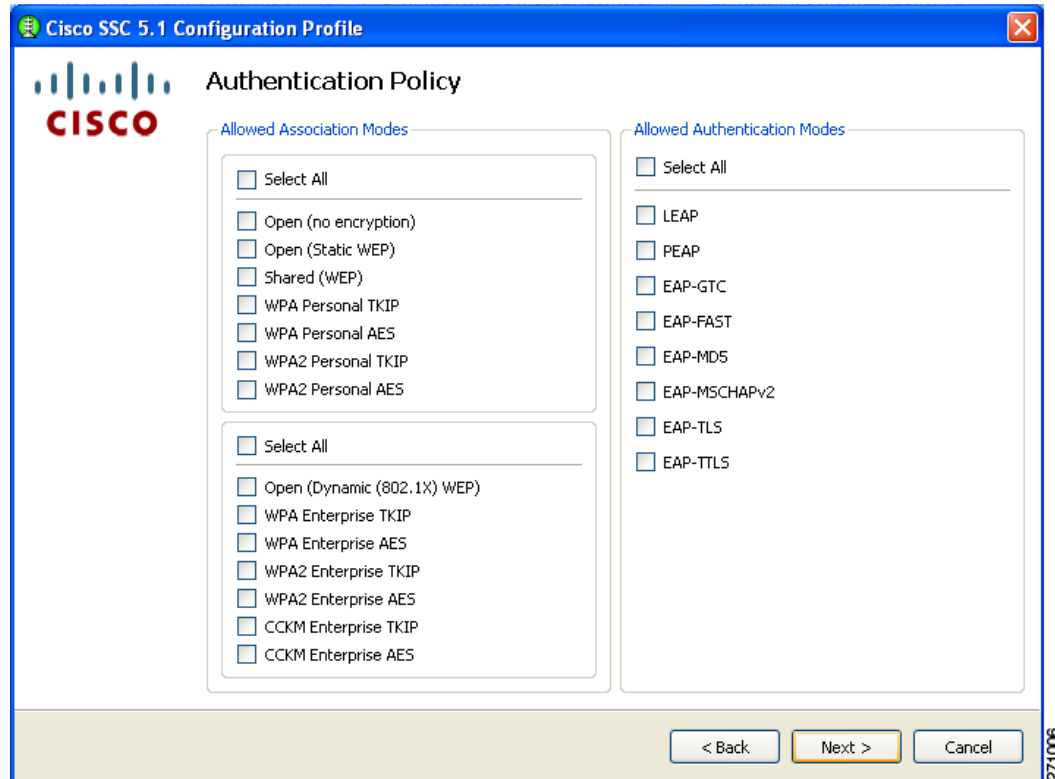 Cisco SSC 5.1 Configuration Profile
CISCO
Authentication Policy
Allowed Association Modes
Select All
Open (no encryption)
Open (Static WEP)
Shared (WEP)
WPA Personal TKIP
WPA Personal AES
WPA2 Personal TKIP
WPA2 Personal AES
Select All
Open (Dynamic (802.1X) WEP)
WPA Enterprise TKIP
WPA Enterprise AES
WPA2 Enterprise TKIP
WPA2 Enterprise AES
CCKM Enterprise TKIP
CCKM Enterprise AES
Allowed Authentication Modes
Select All
LEAP
PEAP
EAP-GTC
EAP-FAST
EAP-MD5
EAP-MSCHAPv2
EAP-TLS
EAP-TTLS
< Back
Next >
Cancel
271006